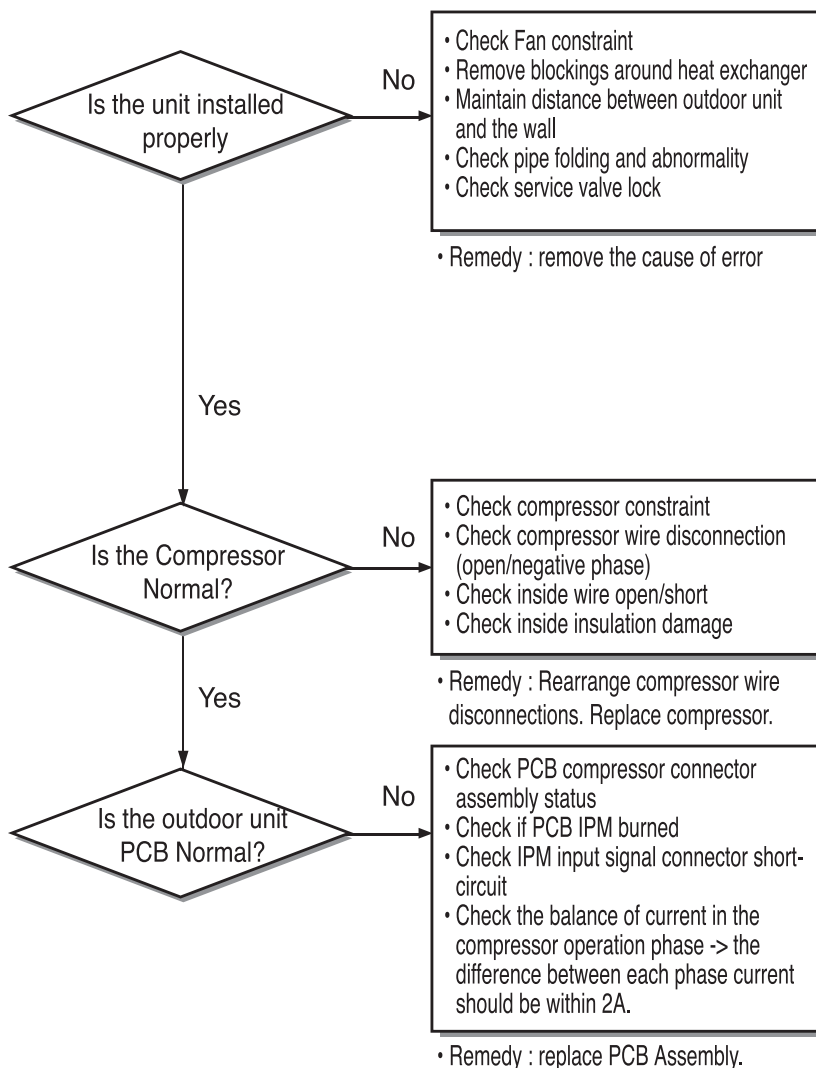 Is the unit installed
properly
No
• Check Fan constraint
• Remove blockings around heat exchanger
• Maintain distance between outdoor unit
and the wall
• Check pipe folding and abnormality
• Check service valve lock
• Remedy : remove the cause of error
Yes
Is the Compressor
Normal?
No
• Check compressor constraint
• Check compressor wire disconnection
(open/negative phase)
• Check inside wire open/short
• Check inside insulation damage
• Remedy : Rearrange compressor wire
disconnections. Replace compressor.
Yes
Is the outdoor unit
PCB Normal?
No
• Check PCB compressor connector
assembly status
• Check if PCB IPM burned
• Check IPM input signal connector short-
circuit
• Check the balance of current in the
compressor operation phase -> the
difference between each phase current
should be within 2A.
• Remedy : replace PCB Assembly.